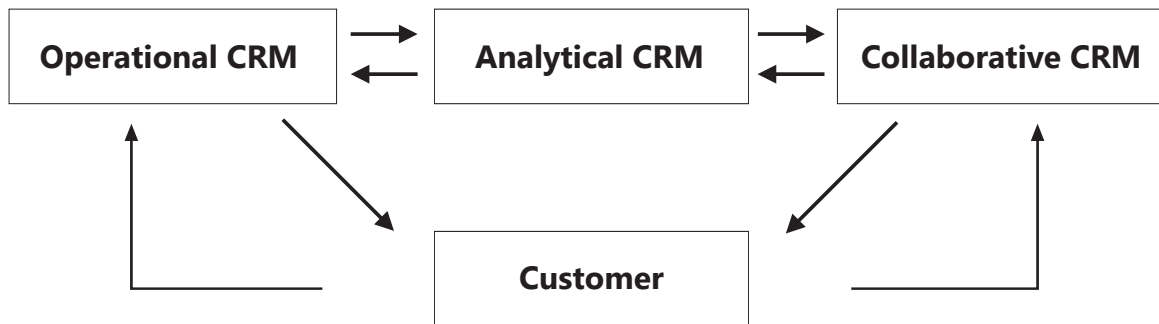 Operational CRM
Analytical CRM
Collaborative CRM
Customer